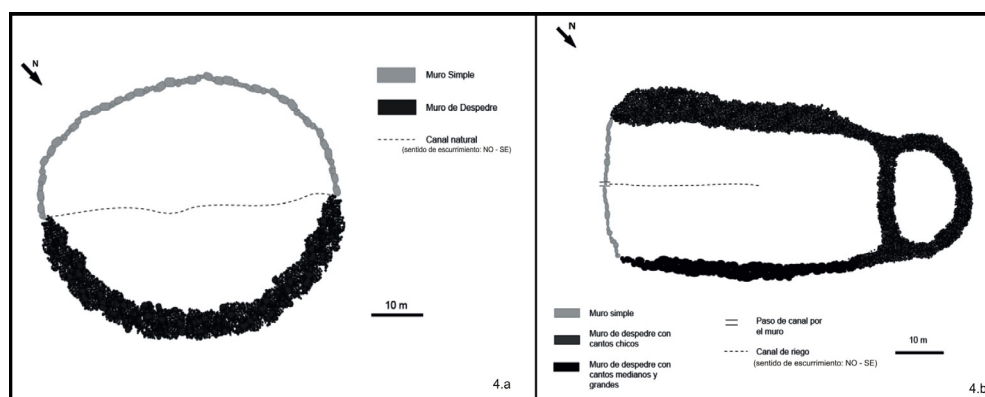 N
Muro Simple
Muro de Despedre
Canal natural
(sentido de escurrimiento: NO - SE)
10 m
4.a
N
Muro simple
Muro de despedre con
cantos chicos
Muro de despedre con
cantos medianos y
grandes
Paso de canal por
el muro
Canal de riego
(sentido de escurrimiento: NO - SE)
10 m
4.b